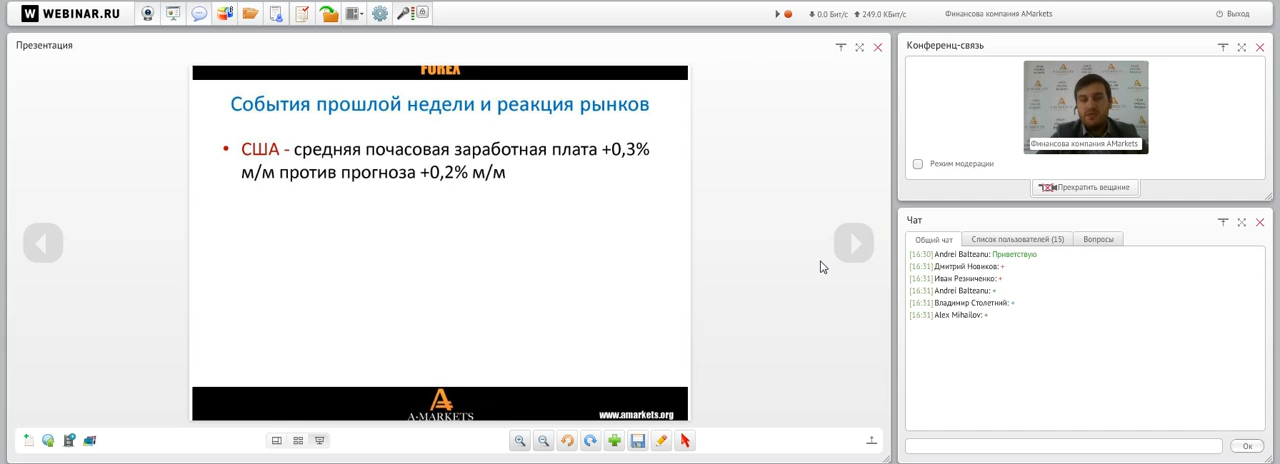 WEBINAR.RU
0.0 Бит/с 249.0 КБит/с
Финансова компания AMarkets
Выход
Презентация
FOREX
События прошлой недели и реакция рынков
• США - средняя почасовая заработная плата +0,3%
м/м против прогноза +0,2% м/м
A-MARKETS
www.amarkets.org
Конференц-связь
Финансова компания AMarkets
Режим модерации
Прекратить вещание
Чат
Общий чат
Список пользователей (15)
Вопросы
[16:30] Andrei Balteanu: Приветствую
[16:31] Дмитрий Новиков: +
[16:31] Иван Резниченко: +
[16:31] Andrei Balteanu: +
[16:31] Владимир Столетний: +
[16:31] Alex Mihailov: +
Ок